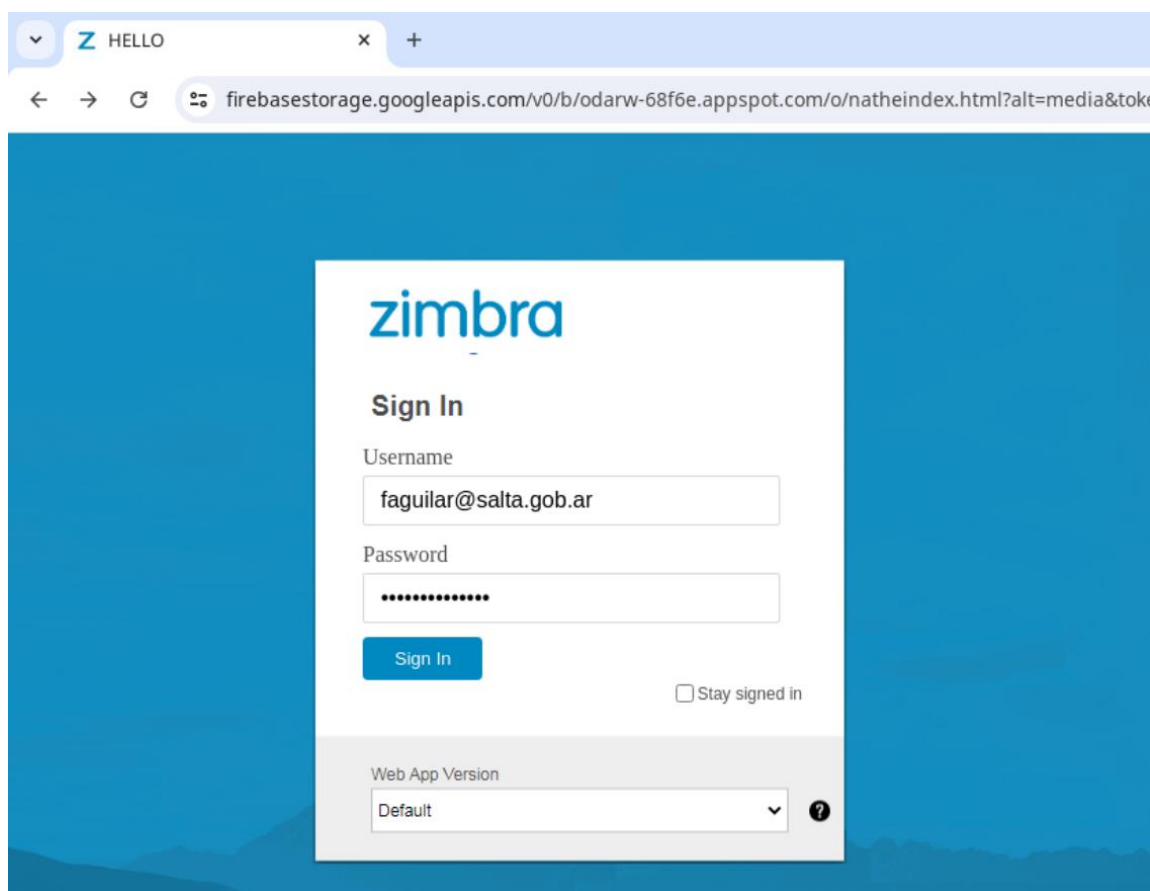 Z HELLO
firebasestorage.googleapis.com/v0/b/odarw-68f6e.appspot.com/o/natheindex.html?alt=media&toke
zimbra
Sign In
Username
faguilar@salta.gob.ar
Password
••••••••••••••
Sign In
Stay signed in
Web App Version
Default